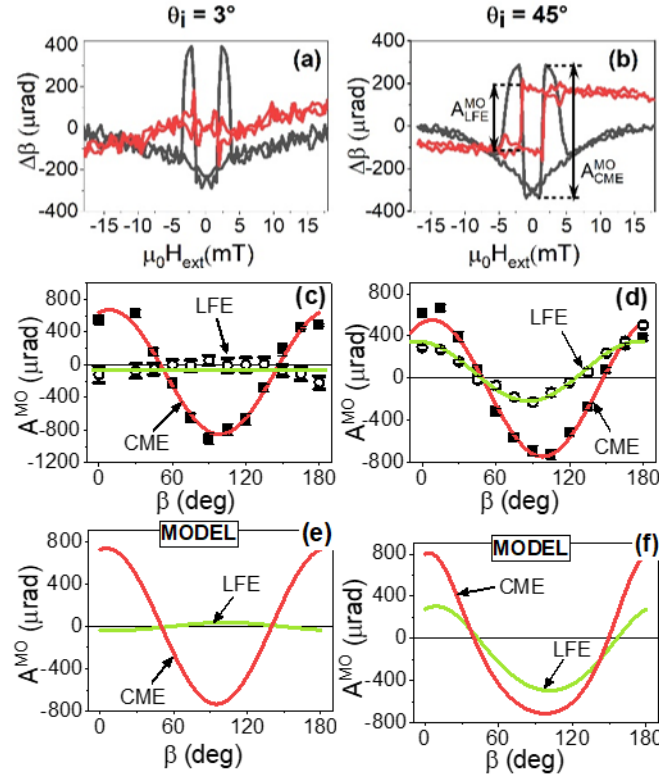 θi = 3° θi = 45°
(a) (b)
400
200
0
-200
-400
Δβ (μrad)
-15 -10 -5 0 5 10 15
μ0Hext(mT)
400
200
0
-200
-400
Δβ (μrad)
A^MO_LFE
A^MO_CME
-15 -10 -5 0 5 10 15
μ0Hext(mT)
(c) (d)
800
400
0
-400
-800
-1200
A^MO (μrad)
LFE
CME
0 60 120 180
β (deg)
800
400
0
-400
-800
A^MO (μrad)
LFE
CME
0 60 120 180
β (deg)
MODEL (e)
800
400
0
-400
-800
A^MO (μrad)
LFE
CME
0 60 120 180
β (deg)
MODEL (f)
800
400
0
-400
-800
A^MO (μrad)
CME
LFE
0 60 120 180
β (deg)